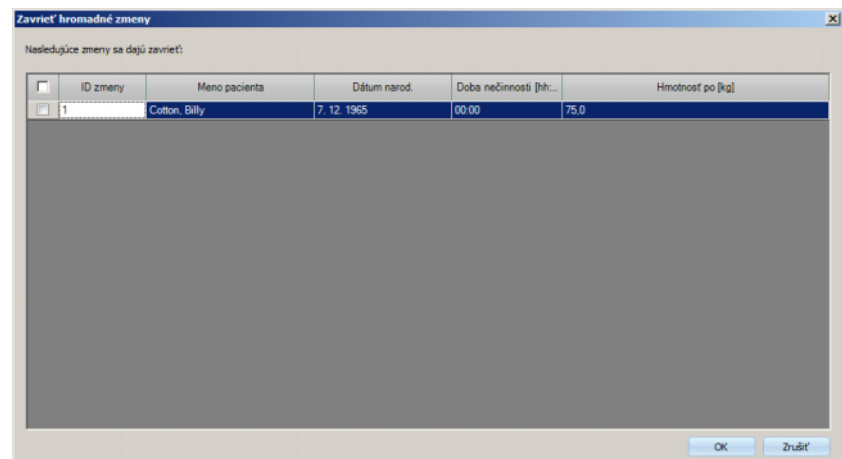 Zavrieť hromadné zmeny
Nasledujúce zmeny sa dajú zavrieť:
ID zmeny Meno pacienta Dátum narod. Doba nečinnosti [hh:... Hmotnosť po [kg]
1 Cotton, Billy 7. 12. 1965 00:00 75,0
OK Zrušiť